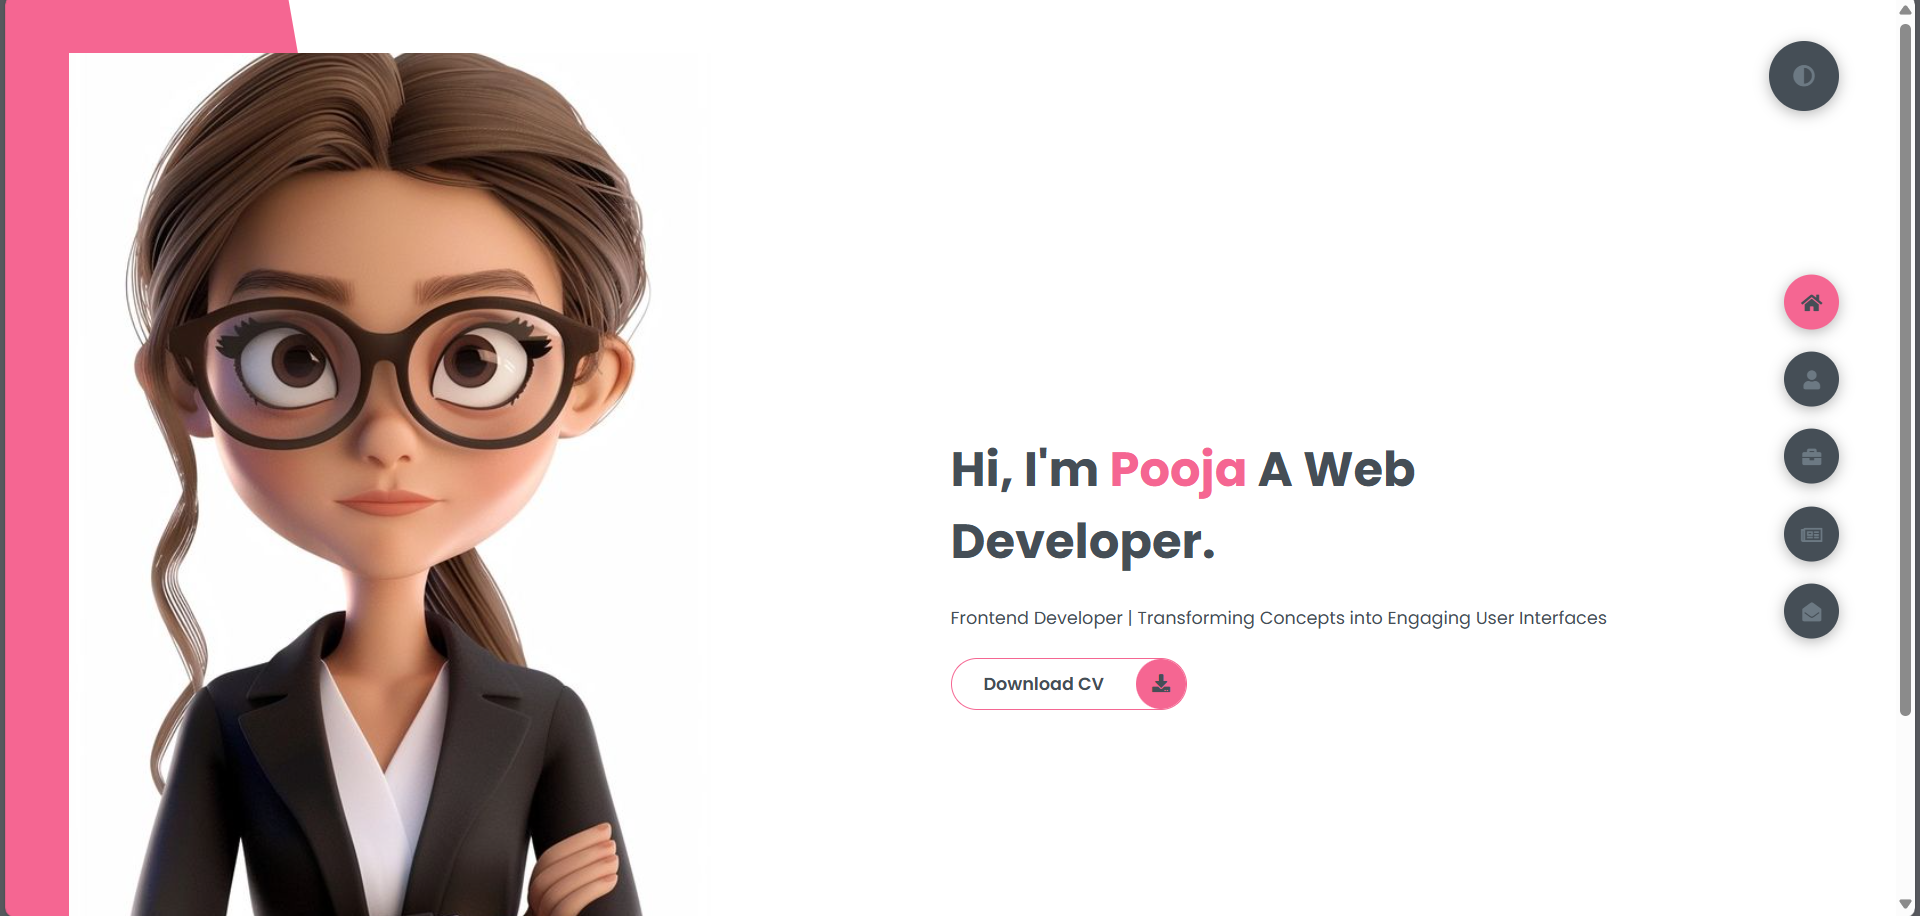 Hi, I'm Pooja A Web
Developer.
Frontend Developer | Transforming Concepts into Engaging User Interfaces
Download CV